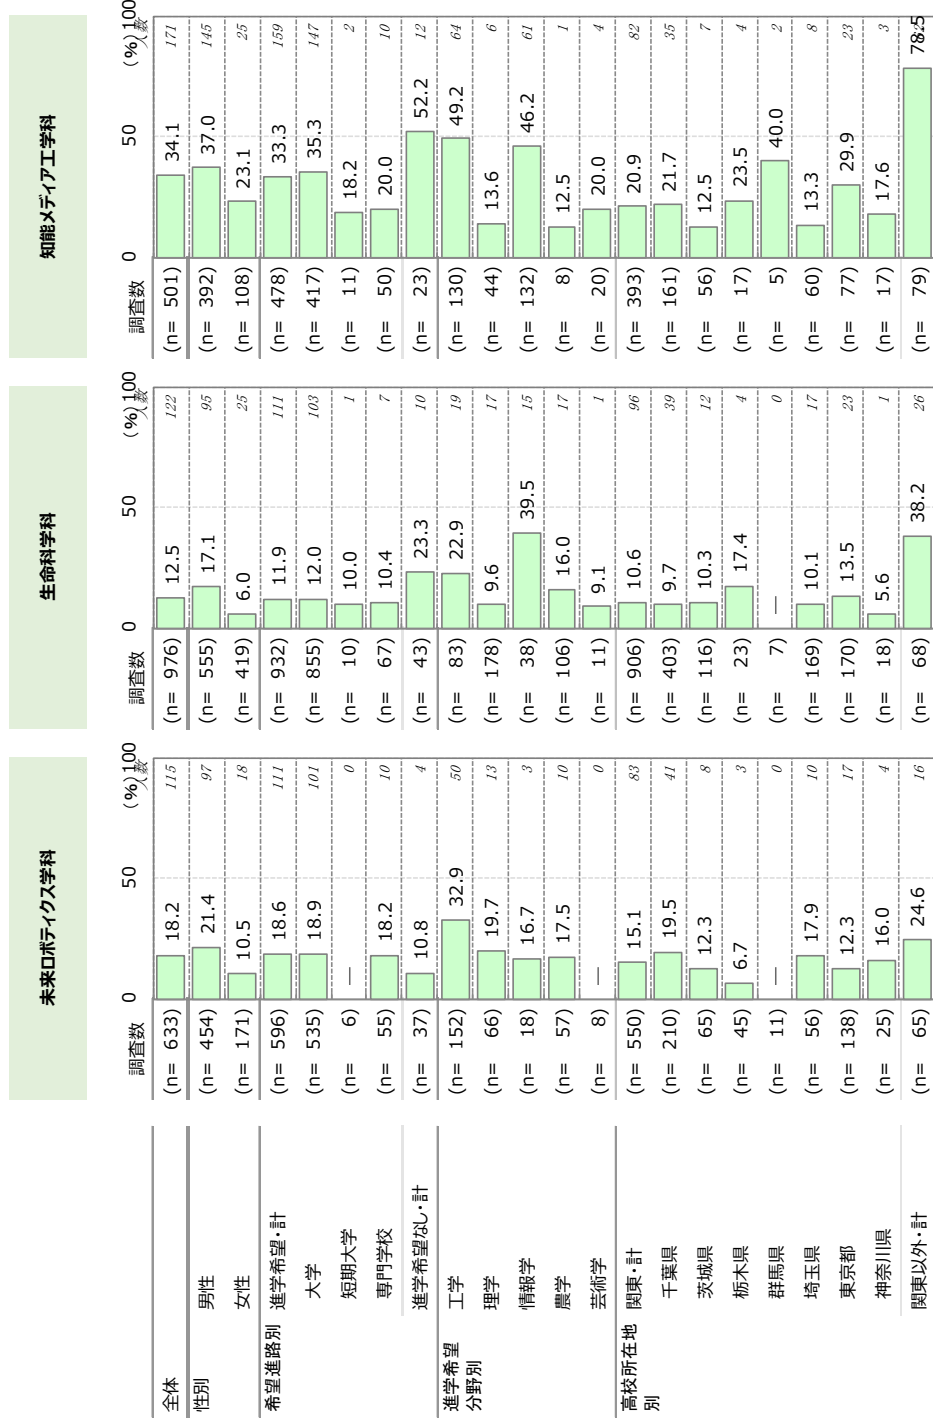 未来ロボティクス学科 生命科学科 知能メディア工学科
調査数 0 50 (%) 100 人数 調査数 0 50 (%) 100 人数 調査数 0 50 (%) 100 人数
全体 (n= 633) 18.2 115 (n= 976) 12.5 122 (n= 501) 34.1 171
性別 男性 (n= 454) 21.4 97 (n= 555) 17.1 95 (n= 392) 37.0 145
女性 (n= 171) 10.5 18 (n= 419) 6.0 25 (n= 108) 23.1 25
希望進路別 進学希望・計 (n= 596) 18.6 111 (n= 932) 11.9 111 (n= 478) 33.3 159
大学 (n= 535) 18.9 101 (n= 855) 12.0 103 (n= 417) 35.3 147
短期大学 (n= 6) — 0 (n= 10) 10.0 1 (n= 11) 18.2 2
専門学校 (n= 55) 18.2 10 (n= 67) 10.4 7 (n= 50) 20.0 10
進学希望なし・計 (n= 37) 10.8 4 (n= 43) 23.3 10 (n= 23) 52.2 12
進学希望分野別 工学 (n= 152) 32.9 50 (n= 83) 22.9 19 (n= 130) 49.2 64
理学 (n= 66) 19.7 13 (n= 178) 9.6 17 (n= 44) 13.6 6
情報学 (n= 18) 16.7 3 (n= 38) 39.5 15 (n= 132) 46.2 61
農学 (n= 57) 17.5 10 (n= 106) 16.0 17 (n= 8) 12.5 1
芸術学 (n= 8) — 0 (n= 11) 9.1 1 (n= 20) 20.0 4
高校所在地別 関東・計 (n= 550) 15.1 83 (n= 906) 10.6 96 (n= 393) 20.9 82
千葉県 (n= 210) 19.5 41 (n= 403) 9.7 39 (n= 161) 21.7 35
茨城県 (n= 65) 12.3 8 (n= 116) 10.3 12 (n= 56) 12.5 7
栃木県 (n= 45) 6.7 3 (n= 23) 17.4 4 (n= 17) 23.5 4
群馬県 (n= 11) — 0 (n= 7) — 0 (n= 5) 40.0 2
埼玉県 (n= 56) 17.9 10 (n= 169) 10.1 17 (n= 60) 13.3 8
東京都 (n= 138) 12.3 17 (n= 170) 13.5 23 (n= 77) 29.9 23
神奈川県 (n= 25) 16.0 4 (n= 18) 5.6 1 (n= 17) 17.6 3
関東以外・計 (n= 65) 24.6 16 (n= 68) 38.2 26 (n= 79) 78.5